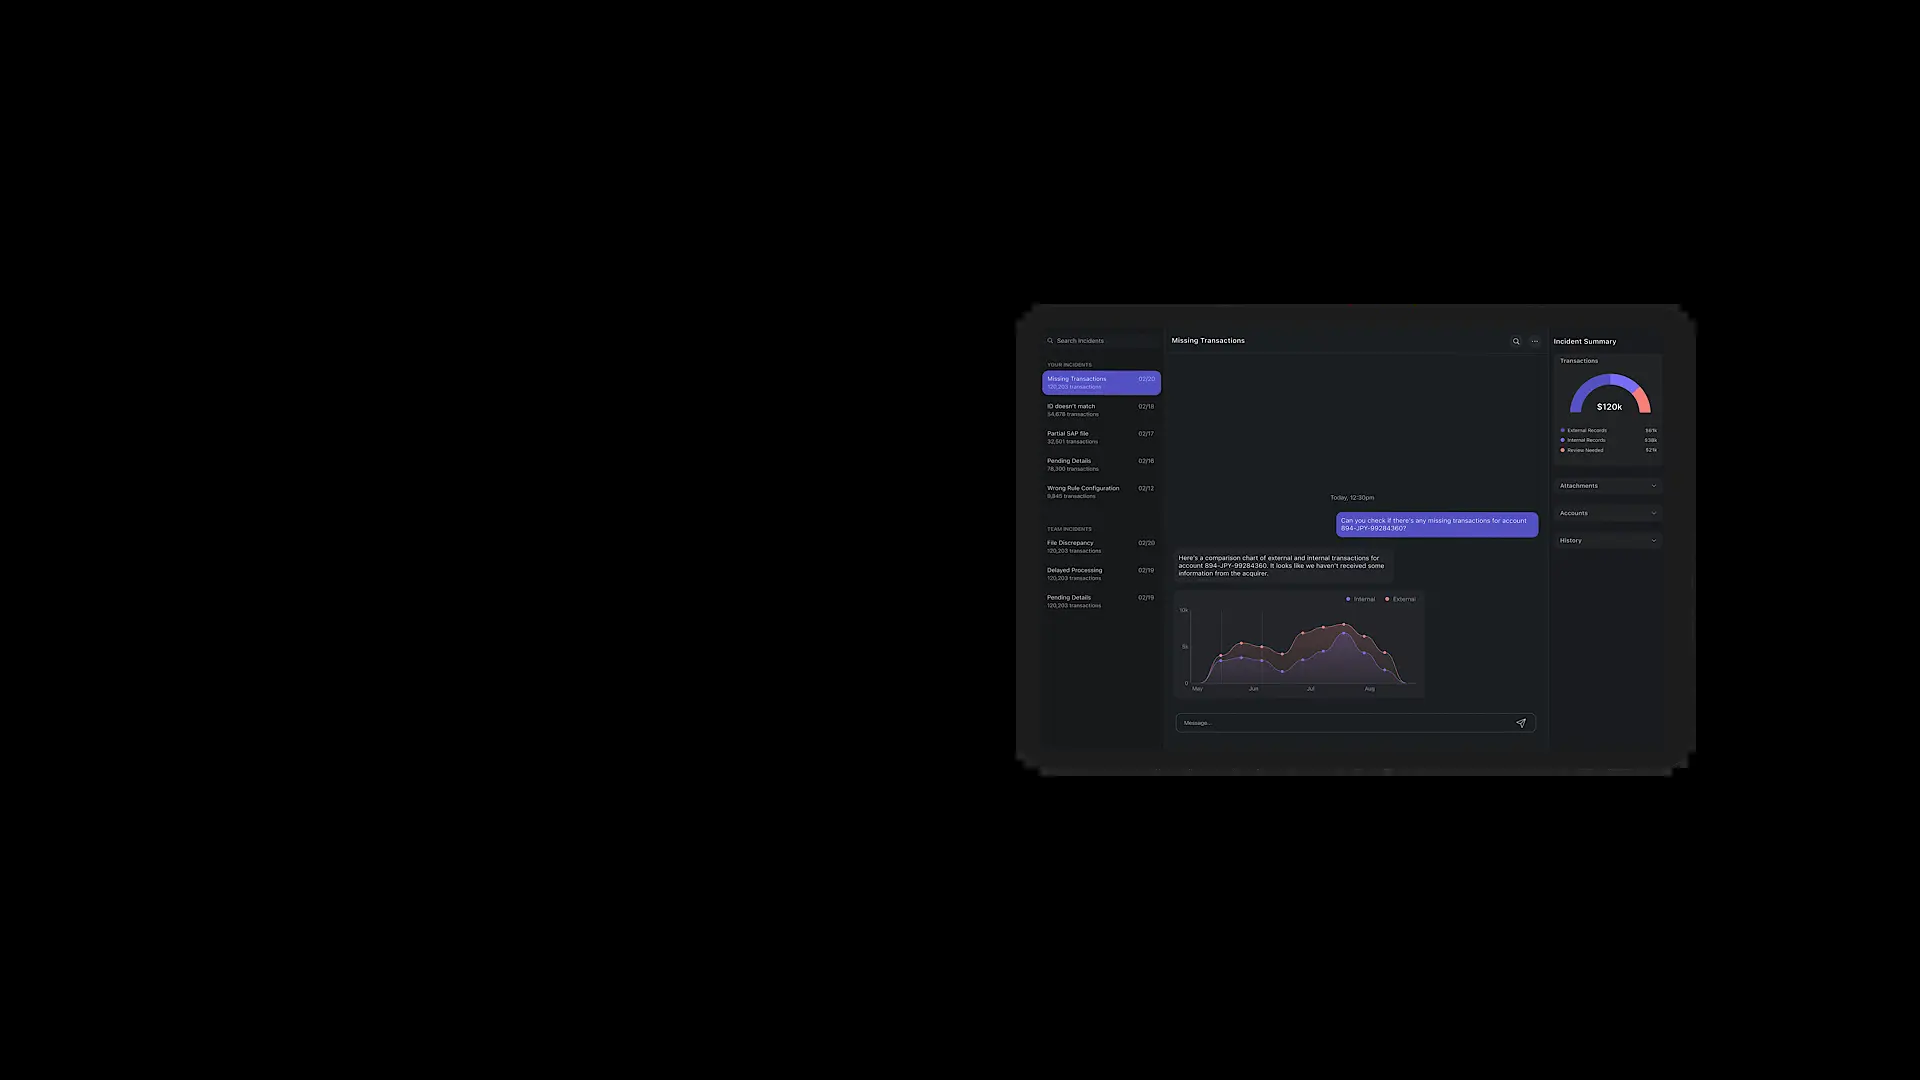 Search Incidents
YOUR INCIDENTS
Missing Transactions 02/20
120,203 transactions
ID doesn't match 02/18
54,678 transactions
Partial SAP file 02/17
32,501 transactions
Pending Details 02/16
78,300 transactions
Wrong Rule Configuration 02/12
9,845 transactions
TEAM INCIDENTS
File Discrepancy 02/20
120,203 transactions
Delayed Processing 02/19
120,203 transactions
Pending Details 02/19
120,203 transactions
Missing Transactions
Today, 12:30pm
Can you check if there's any missing transactions for account
894-JPY-99284360?
Here's a comparison chart of external and internal transactions for
account 894-JPY-99284360. It looks like we haven't received some
information from the acquirer.
Internal External
10k
5k
0
May Jun Jul Aug
Message...
Incident Summary
Transactions
$120k
External Records $61k
Internal Records $38k
Review Needed $21k
Attachments
Accounts
History